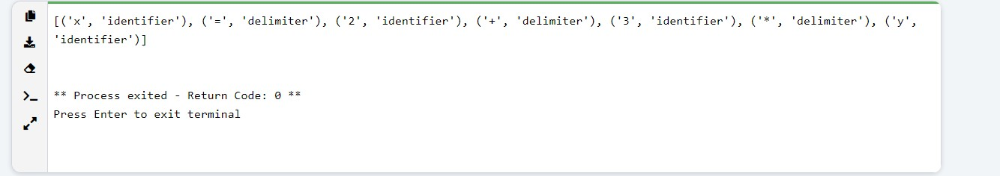 [('x', 'identifier'), ('=', 'delimiter'), ('2', 'identifier'), ('+', 'delimiter'), ('3', 'identifier'), ('*', 'delimiter'), ('y',
'identifier')]
** Process exited - Return Code: 0 **
Press Enter to exit terminal